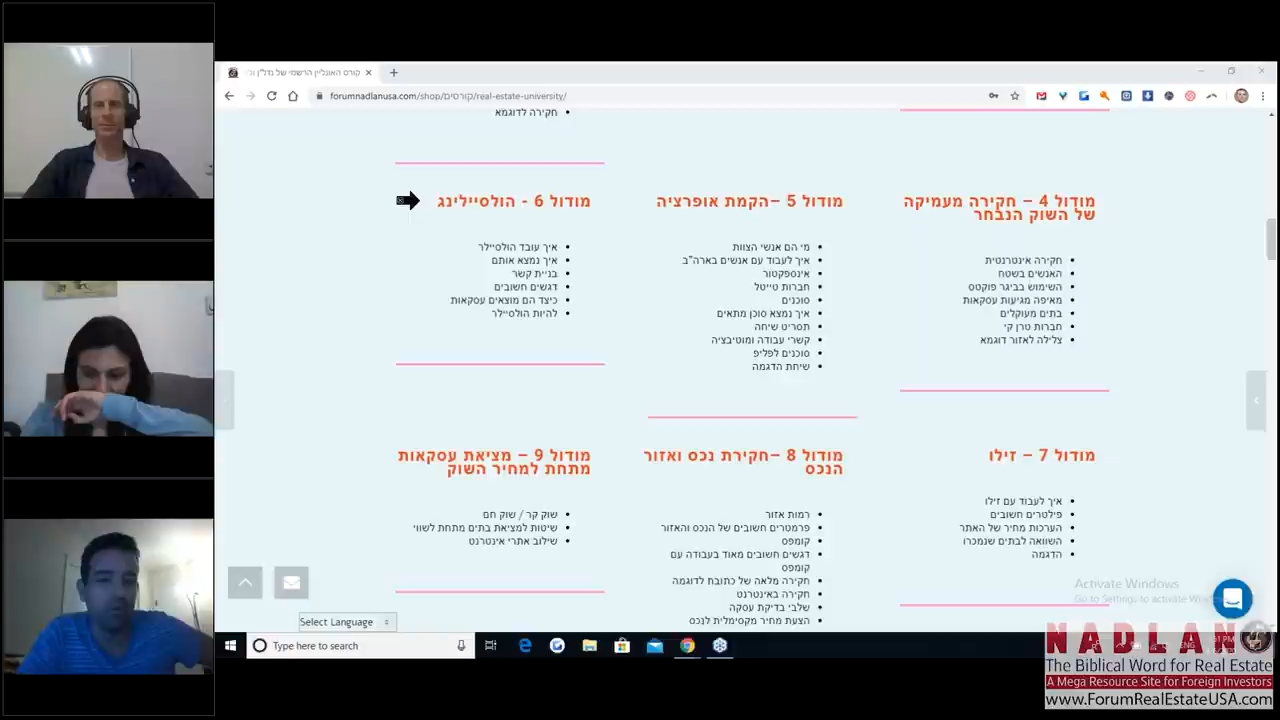 קורס האונליין הרשמי של נדל"ן
forumnadlanusa.com/shop/קורסים/real-estate-university/
חקירה לדוגמא
מודול 4 – חקירה מעמיקה
של השוק הנבחר
חקירה אינטרנטית
האנשים בשטח
השימוש בביגר פוקטס
מאיפה מגיעות עסקאות
בתים מעוקלים
חברות טרן קי
צלילה לאזור דוגמא
מודול 5 –הקמת אופרציה
מי הם אנשי הצוות
איך לעבוד עם אנשים בארה"ב
אינספקטור
חברות טייטל
סוכנים
איך נמצא סוכן מתאים
תסריט שיחה
קשרי עבודה ומוטיבציה
סוכנים לפליפ
שיחת הדגמה
מודול 6 - הולסיילינג
איך עובד הולסיילר
איך נמצא אותם
בניית קשר
דגשים חשובים
כיצד הם מוצאים עסקאות
להיות הולסיילר
מודול 7 – זילו
איך לעבוד עם זילו
פילטרים חשובים
הערכות מחיר של האתר
השוואה לבתים שנמכרו
הדגמה
מודול 8 –חקירת נכס ואזור
הנכס
רמות אזור
פרמטרים חשובים של הנכס והאזור
קומפס
דגשים חשובים מאוד בעבודה עם
קומפס
חקירה מלאה של כתובת לדוגמה
חקירה באינטרנט
שלבי בדיקת עסקה
הצעת מחיר מקסימלית לנכס
מודול 9 – מציאת עסקאות
מתחת למחיר השוק
שוק קר / שוק חם
שיטות למציאת בתים מתחת לשווי
שילוב אתרי אינטרנט
Select Language
Activate Windows
Go to Settings to activate
Type here to search
NADLAN
The Biblical Word for Real Estate
A Mega Resource Site for Foreign Investors
www.ForumRealEstateUSA.com